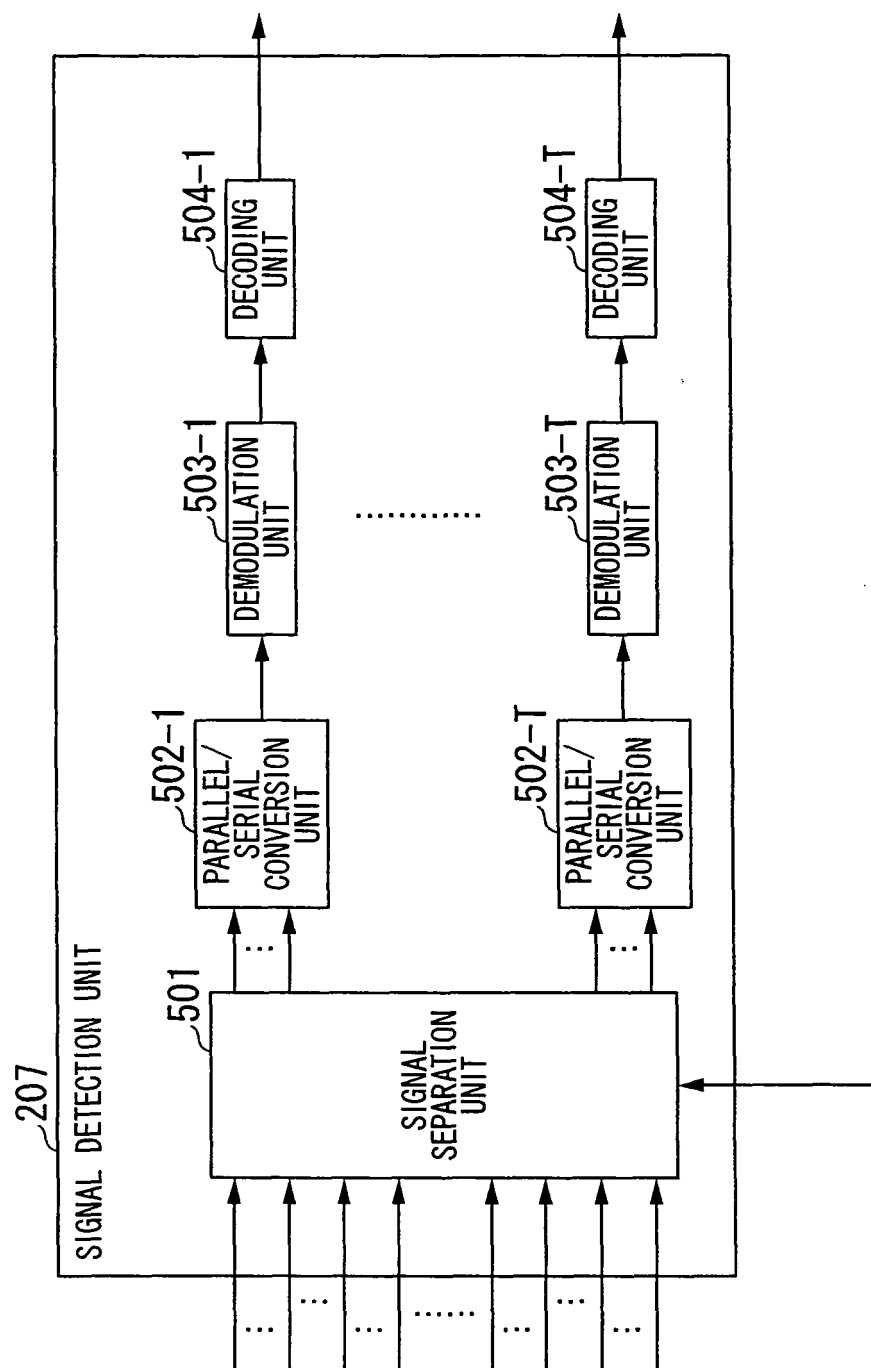 207
SIGNAL DETECTION UNIT
501
SIGNAL
SEPARATION
UNIT
502-1
PARALLEL/
SERIAL
CONVERSION
UNIT
503-1
DEMODULATION
UNIT
504-1
DECODING
UNIT
502-T
PARALLEL/
SERIAL
CONVERSION
UNIT
503-T
DEMODULATION
UNIT
504-T
DECODING
UNIT